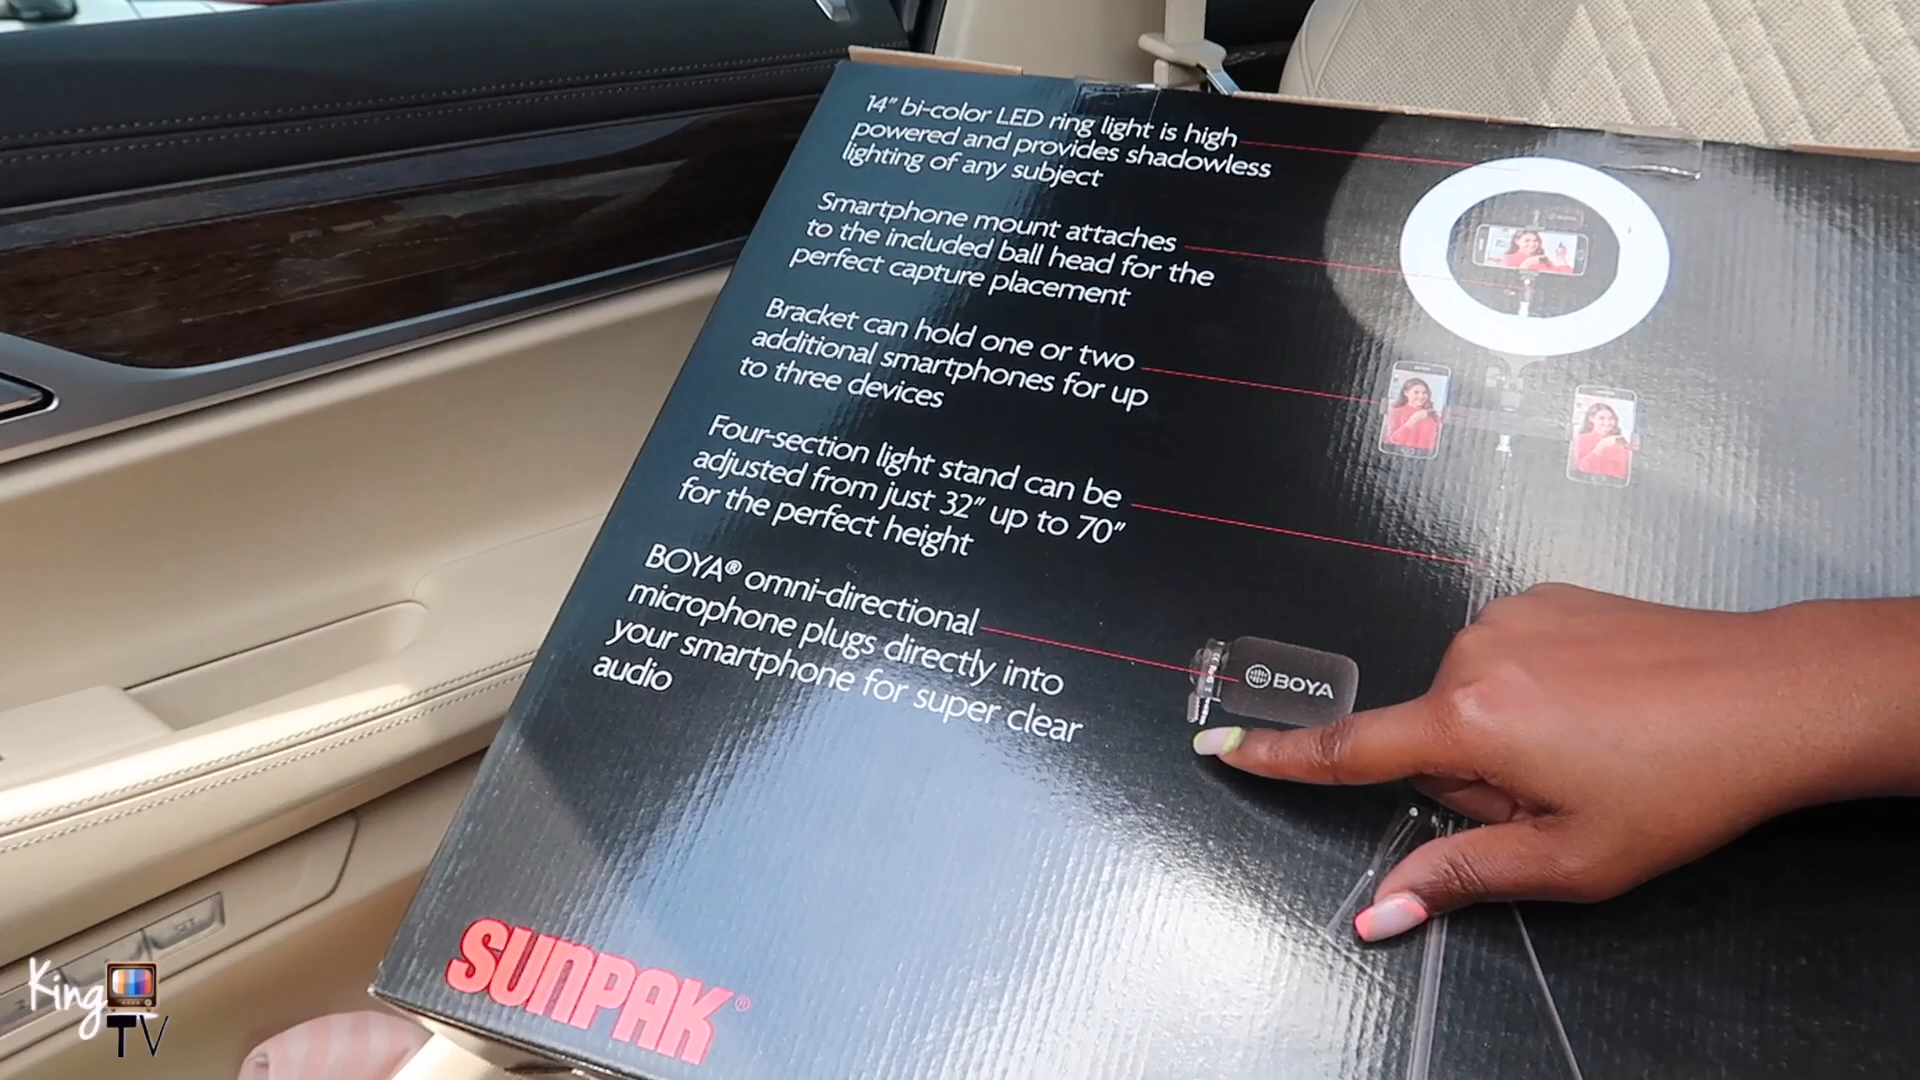 14" bi-color LED ring light is high
powered and provides shadowless
lighting of any subject
Smartphone mount attaches
to the included ball head for the
perfect capture placement
Bracket can hold one or two
additional smartphones for up
to three devices
Four-section light stand can be
adjusted from just 32" up to 70"
for the perfect height
BOYA® omni-directional
microphone plugs directly into
your smartphone for super clear
audio
BOYA
SUNPAK®
King
TV